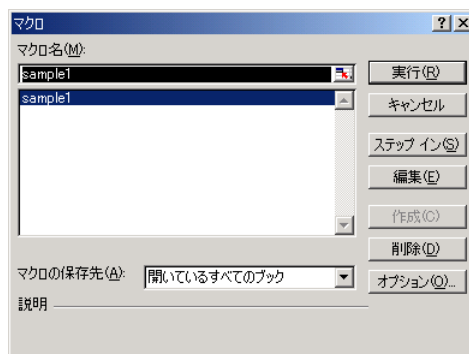 マクロ
マクロ名(M):
sample1
sample1
実行(R)
キャンセル
ステップ イン(S)
編集(E)
作成(C)
削除(D)
オプション(O)...
マクロの保存先(A):
開いているすべてのブック
説明